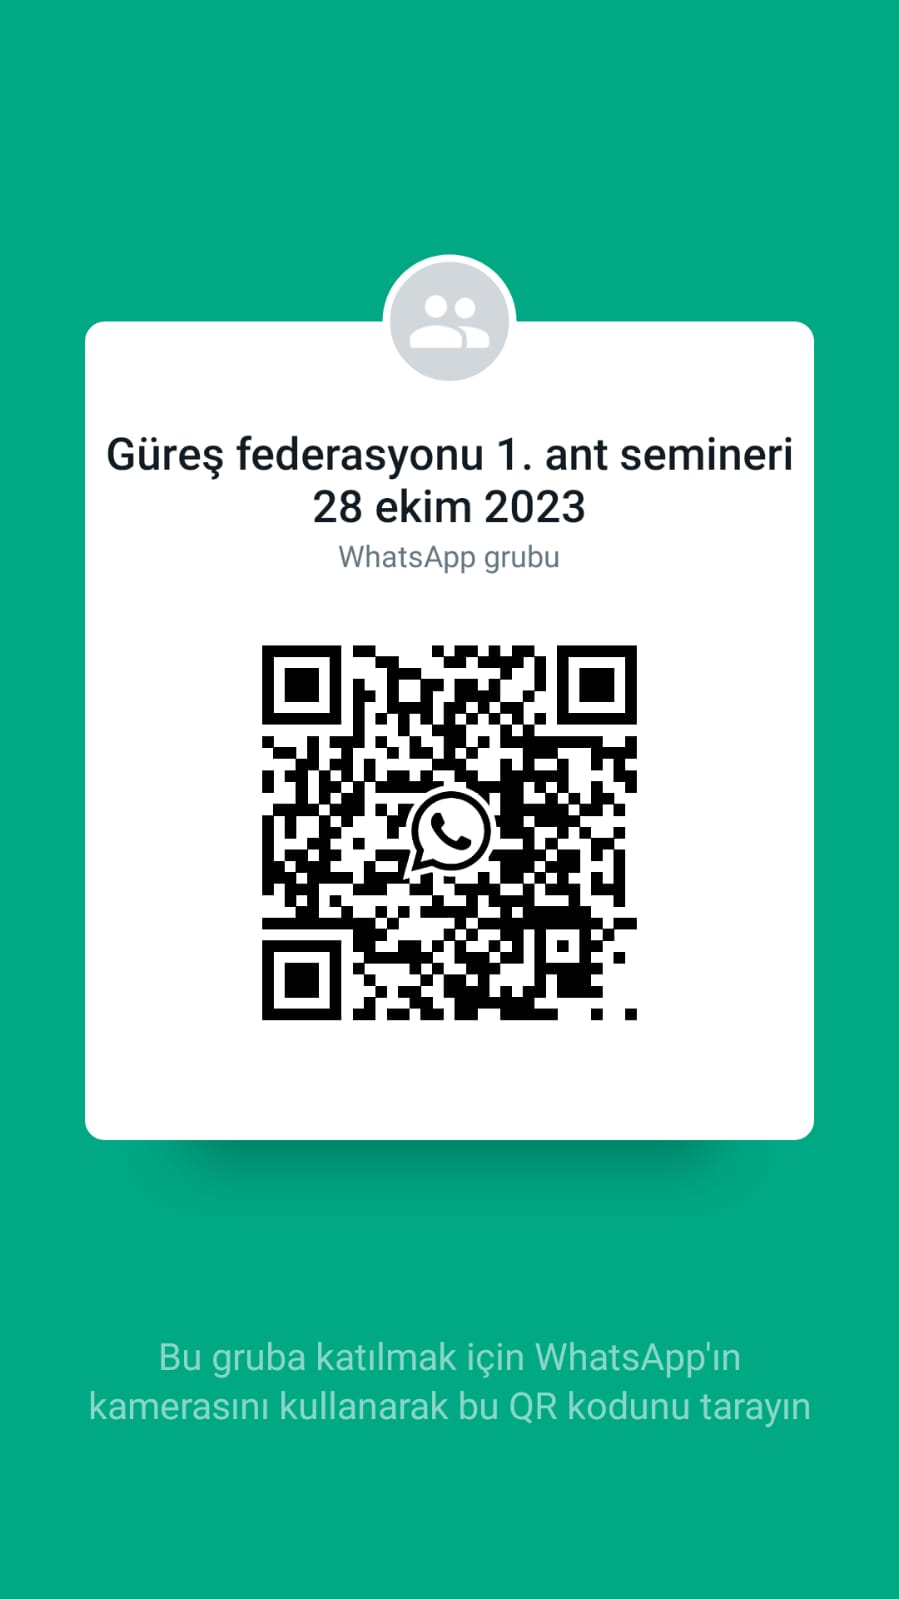 Güreş federasyonu 1. ant semineri
28 ekim 2023
WhatsApp grubu
Bu gruba katılmak için WhatsApp'ın
kamerasını kullanarak bu QR kodunu tarayın